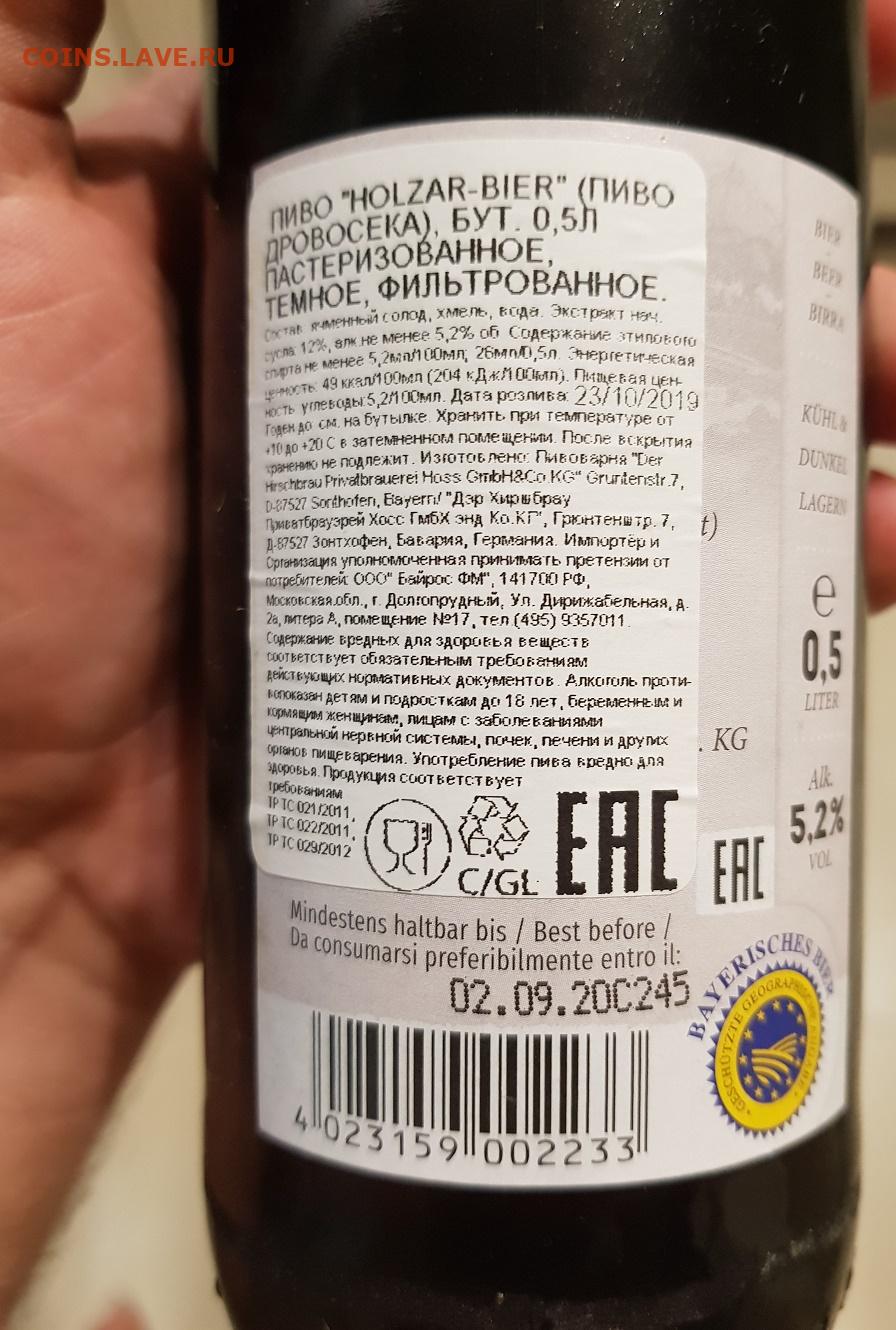 COINS.LAVE.RU
ПИВО "HOLZAR-BIER" (ПИВО
ДРОВОСЕКА), БУТ. 0,5Л
ПАСТЕРИЗОВАННОЕ,
ТЕМНОЕ, ФИЛЬТРОВАННОЕ.
Состав: ячменный солод, хмель, вода. Экстракт нач.
сусла: 12%, алк.не менее 5,2% об. Содержание этилового
спирта не менее 5,2мл/100мл; 26мл/0,5л. Энергетическая
ценность: 49 ккал/100мл (204 кДж/100мл). Пищевая цен-
ность углеводы:5,2/100мл. Дата розлива: 23/10/2019
Годен до см. на бутылке. Хранить при температуре от
+10 до +20 С в затемненном помещении. После вскрытия
хранению не подлежит. Изготовлено: Пивоварня "Der
Hirschbrau Privatbrauerei Hoss GmbH&Co.KG" Gruntenstr.7,
D-87527 Sonthofen, Bayern/ "Дэр Хиршбрау
Приватбрауэрей Хосс ГмбХ энд Ко.КГ", Грюнтенштр. 7,
Д-87527 Зонтхофен, Бавария, Германия. Импортёр и
Организация уполномоченная принимать претензии от
потребителей: ООО" Байрос ФМ", 141700 РФ,
Московская.обл., г. Долгопрудный, Ул. Дирижабельная, д.
2а, литера А, помещение №17, тел (495) 9357011.
Содержание вредных для здоровья веществ
соответствует обязательным требованиям
действующих нормативных документов. Алкоголь проти-
вопоказан детям и подросткам до 18 лет, беременным и
кормящим женщинам, лицам с заболеваниями
центральной нервной системы, почек, печени и других
органов пищеварения. Употребление пива вредно для
здоровья. Продукция соответствует
требованиям
ТР ТС 021/2011,
ТР ТС 022/2011,
ТР ТС 029/2012
C/GL
EAC
t)
. KG
BIER
-
BEER
-
BIRRA
KÜHL &
DUNKEL
LAGERN
e
0,5
LITER
Alk.
5,2%
VOL
EAC
Mindestens haltbar bis / Best before /
Da consumarsi preferibilmente entro il:
02.09.20C245
BAYERISCHES BIER
GESCHÜTZTE GEOGRAPHISCHE ANGABE
4 023159 002233